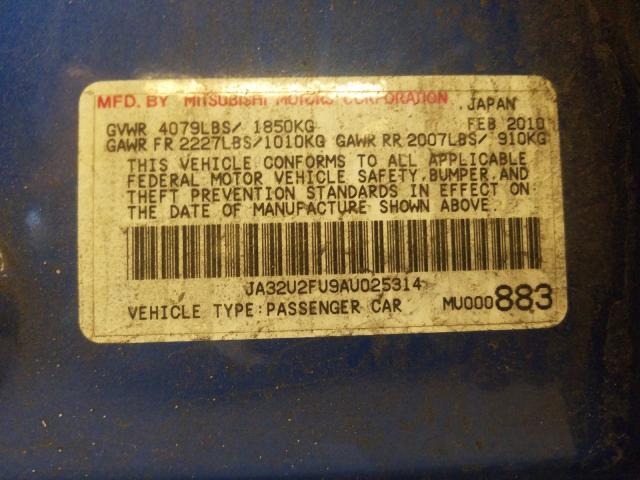 MFD. BY MITSUBISHI MOTORS CORPORATION JAPAN
GVWR 4079LBS/ 1850KG FEB 2010
GAWR FR 2227LBS/1010KG GAWR RR 2007LBS/ 910KG
THIS VEHICLE CONFORMS TO ALL APPLICABLE
FEDERAL MOTOR VEHICLE SAFETY,BUMPER,AND
THEFT PREVENTION STANDARDS IN EFFECT ON
THE DATE OF MANUFACTURE SHOWN ABOVE.
JA32U2FU9AU025314
VEHICLE TYPE:PASSENGER CAR MU000883